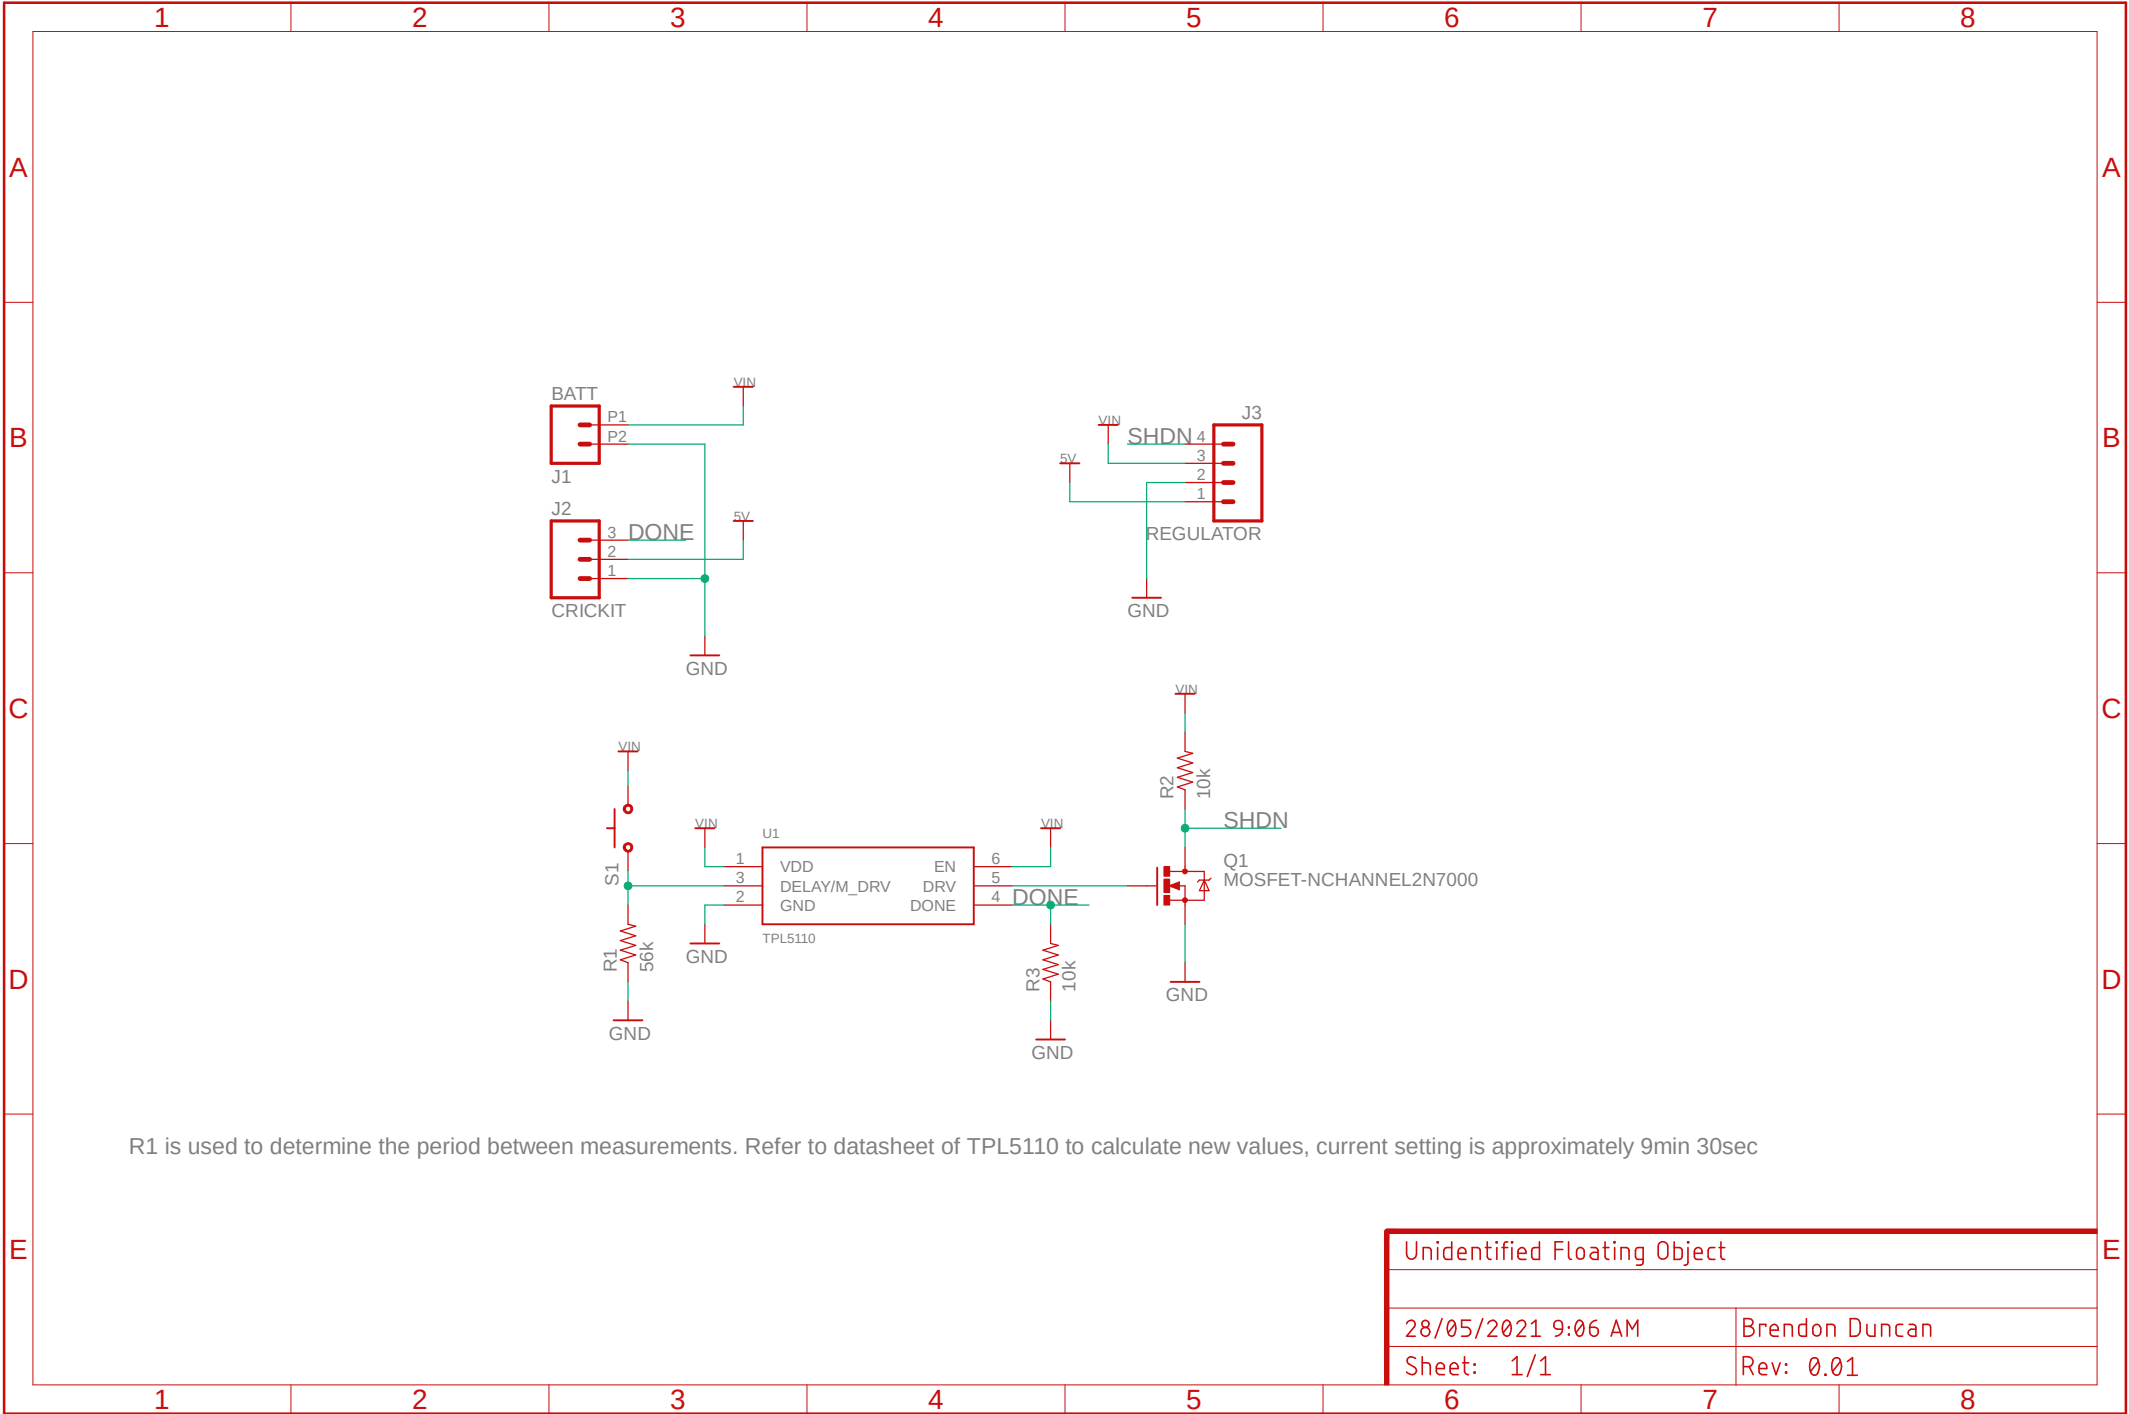 1 2 3 4 5 6 7 8
A A
VIN
BATT
P1
P2
J1
J2
3 DONE
5V
2
1
CRICKIT
GND
B B
J3
VIN
SHDN 4
3
5V
2
1
REGULATOR
GND
C C
VIN
R2
10k
SHDN
VIN
S1
VIN
U1
VIN
1 VDD EN 6
3 DELAY/M_DRV DRV 5
2 GND DONE 4 DONE
TPL5110
GND
Q1
MOSFET-NCHANNEL2N7000
R1
56k
GND
R3
10k
GND
GND
D D
R1 is used to determine the period between measurements. Refer to datasheet of TPL5110 to calculate new values, current setting is approximately 9min 30sec
E E
Unidentified Floating Object
28/05/2021 9:06 AM Brendon Duncan
Sheet: 1/1 Rev: 0.01
1 2 3 4 5 6 7 8